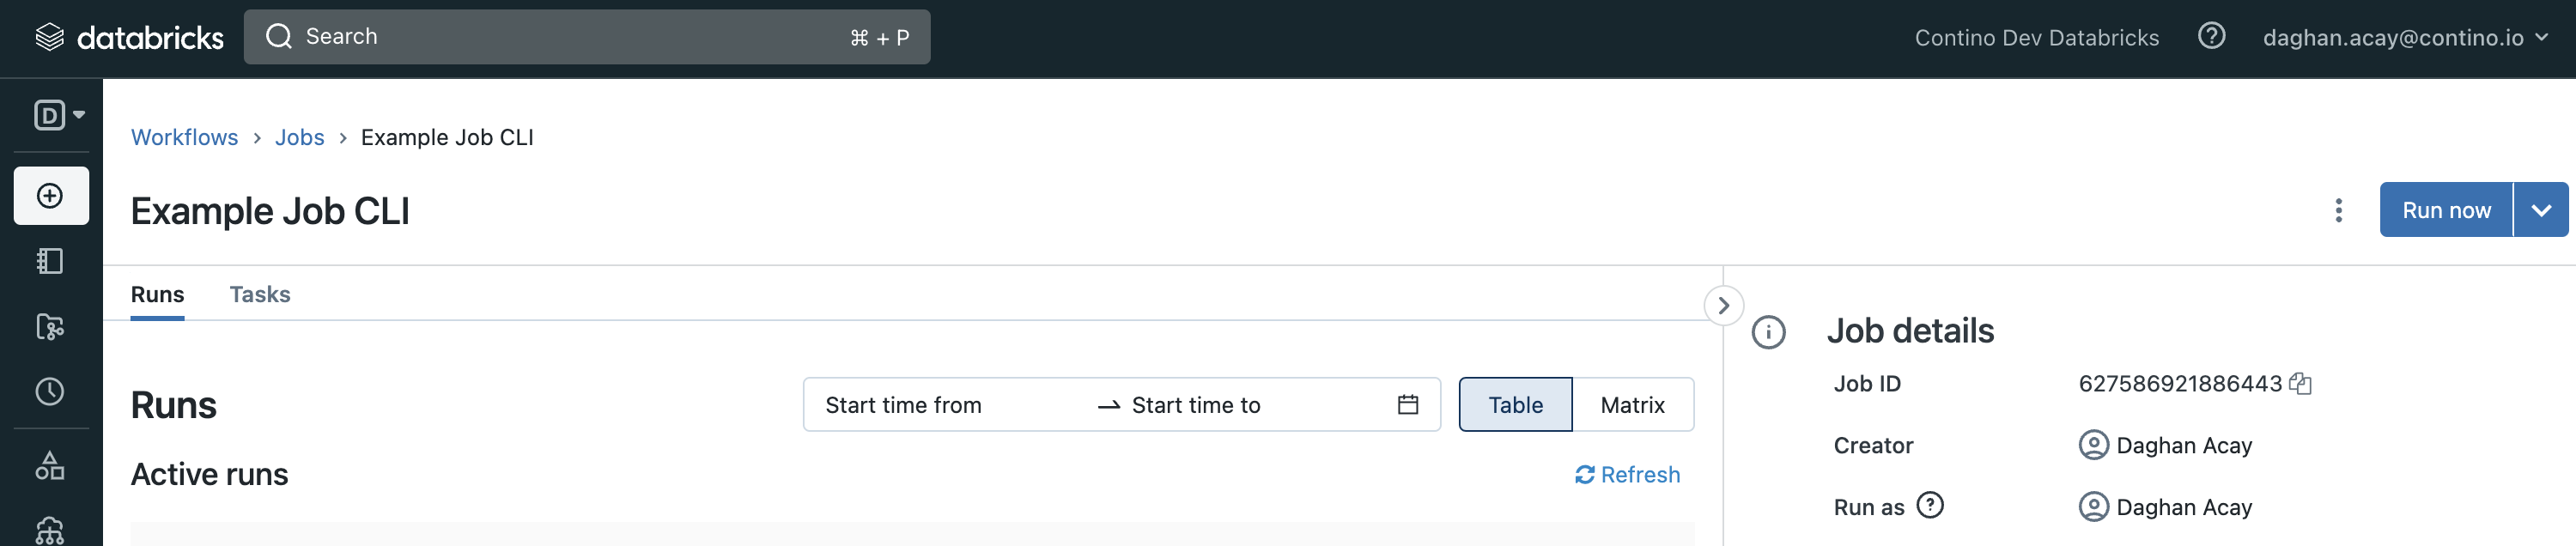 databricks
Search ⌘ + P
Contino Dev Databricks
daghan.acay@contino.io
D
Workflows > Jobs > Example Job CLI
Example Job CLI
Run now
Runs Tasks
Runs
Start time from → Start time to
Table Matrix
Active runs
Refresh
Job details
Job ID 627586921886443
Creator Daghan Acay
Run as ? Daghan Acay